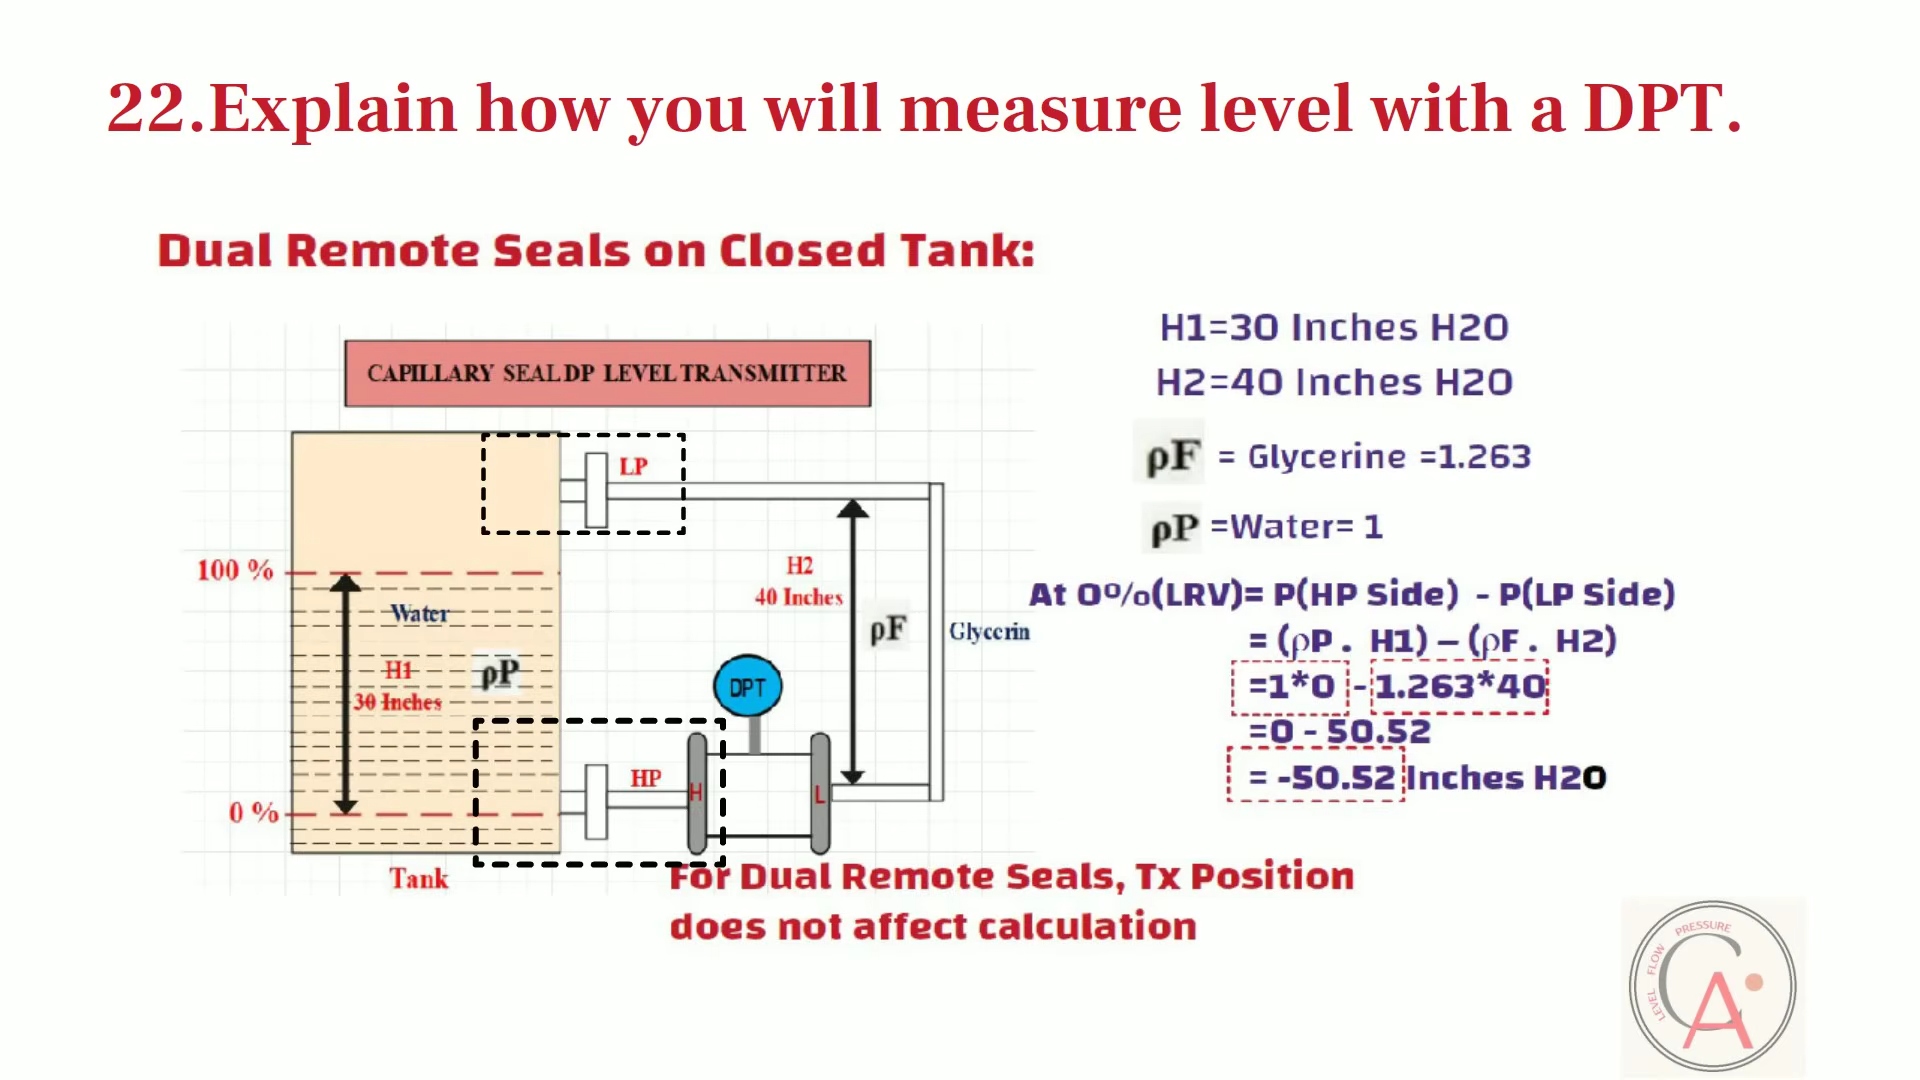 22.Explain how you will measure level with a DPT.
Dual Remote Seals on Closed Tank:
CAPILLARY SEAL DP LEVEL TRANSMITTER
LP
100 %
Water
H1
30 Inches
ρP
H2
40 Inches
ρF
Glycerin
DPT
HP
H
L
0 %
Tank
H1=30 Inches H2O
H2=40 Inches H2O
ρF = Glycerine =1.263
ρP =Water= 1
At 0%(LRV)= P(HP Side) - P(LP Side)
= (ρP . H1) – (ρF . H2)
=1*0 - 1.263*40
=0 - 50.52
= -50.52 Inches H2O
For Dual Remote Seals, Tx Position
does not affect calculation
LEVEL FLOW PRESSURE
CA